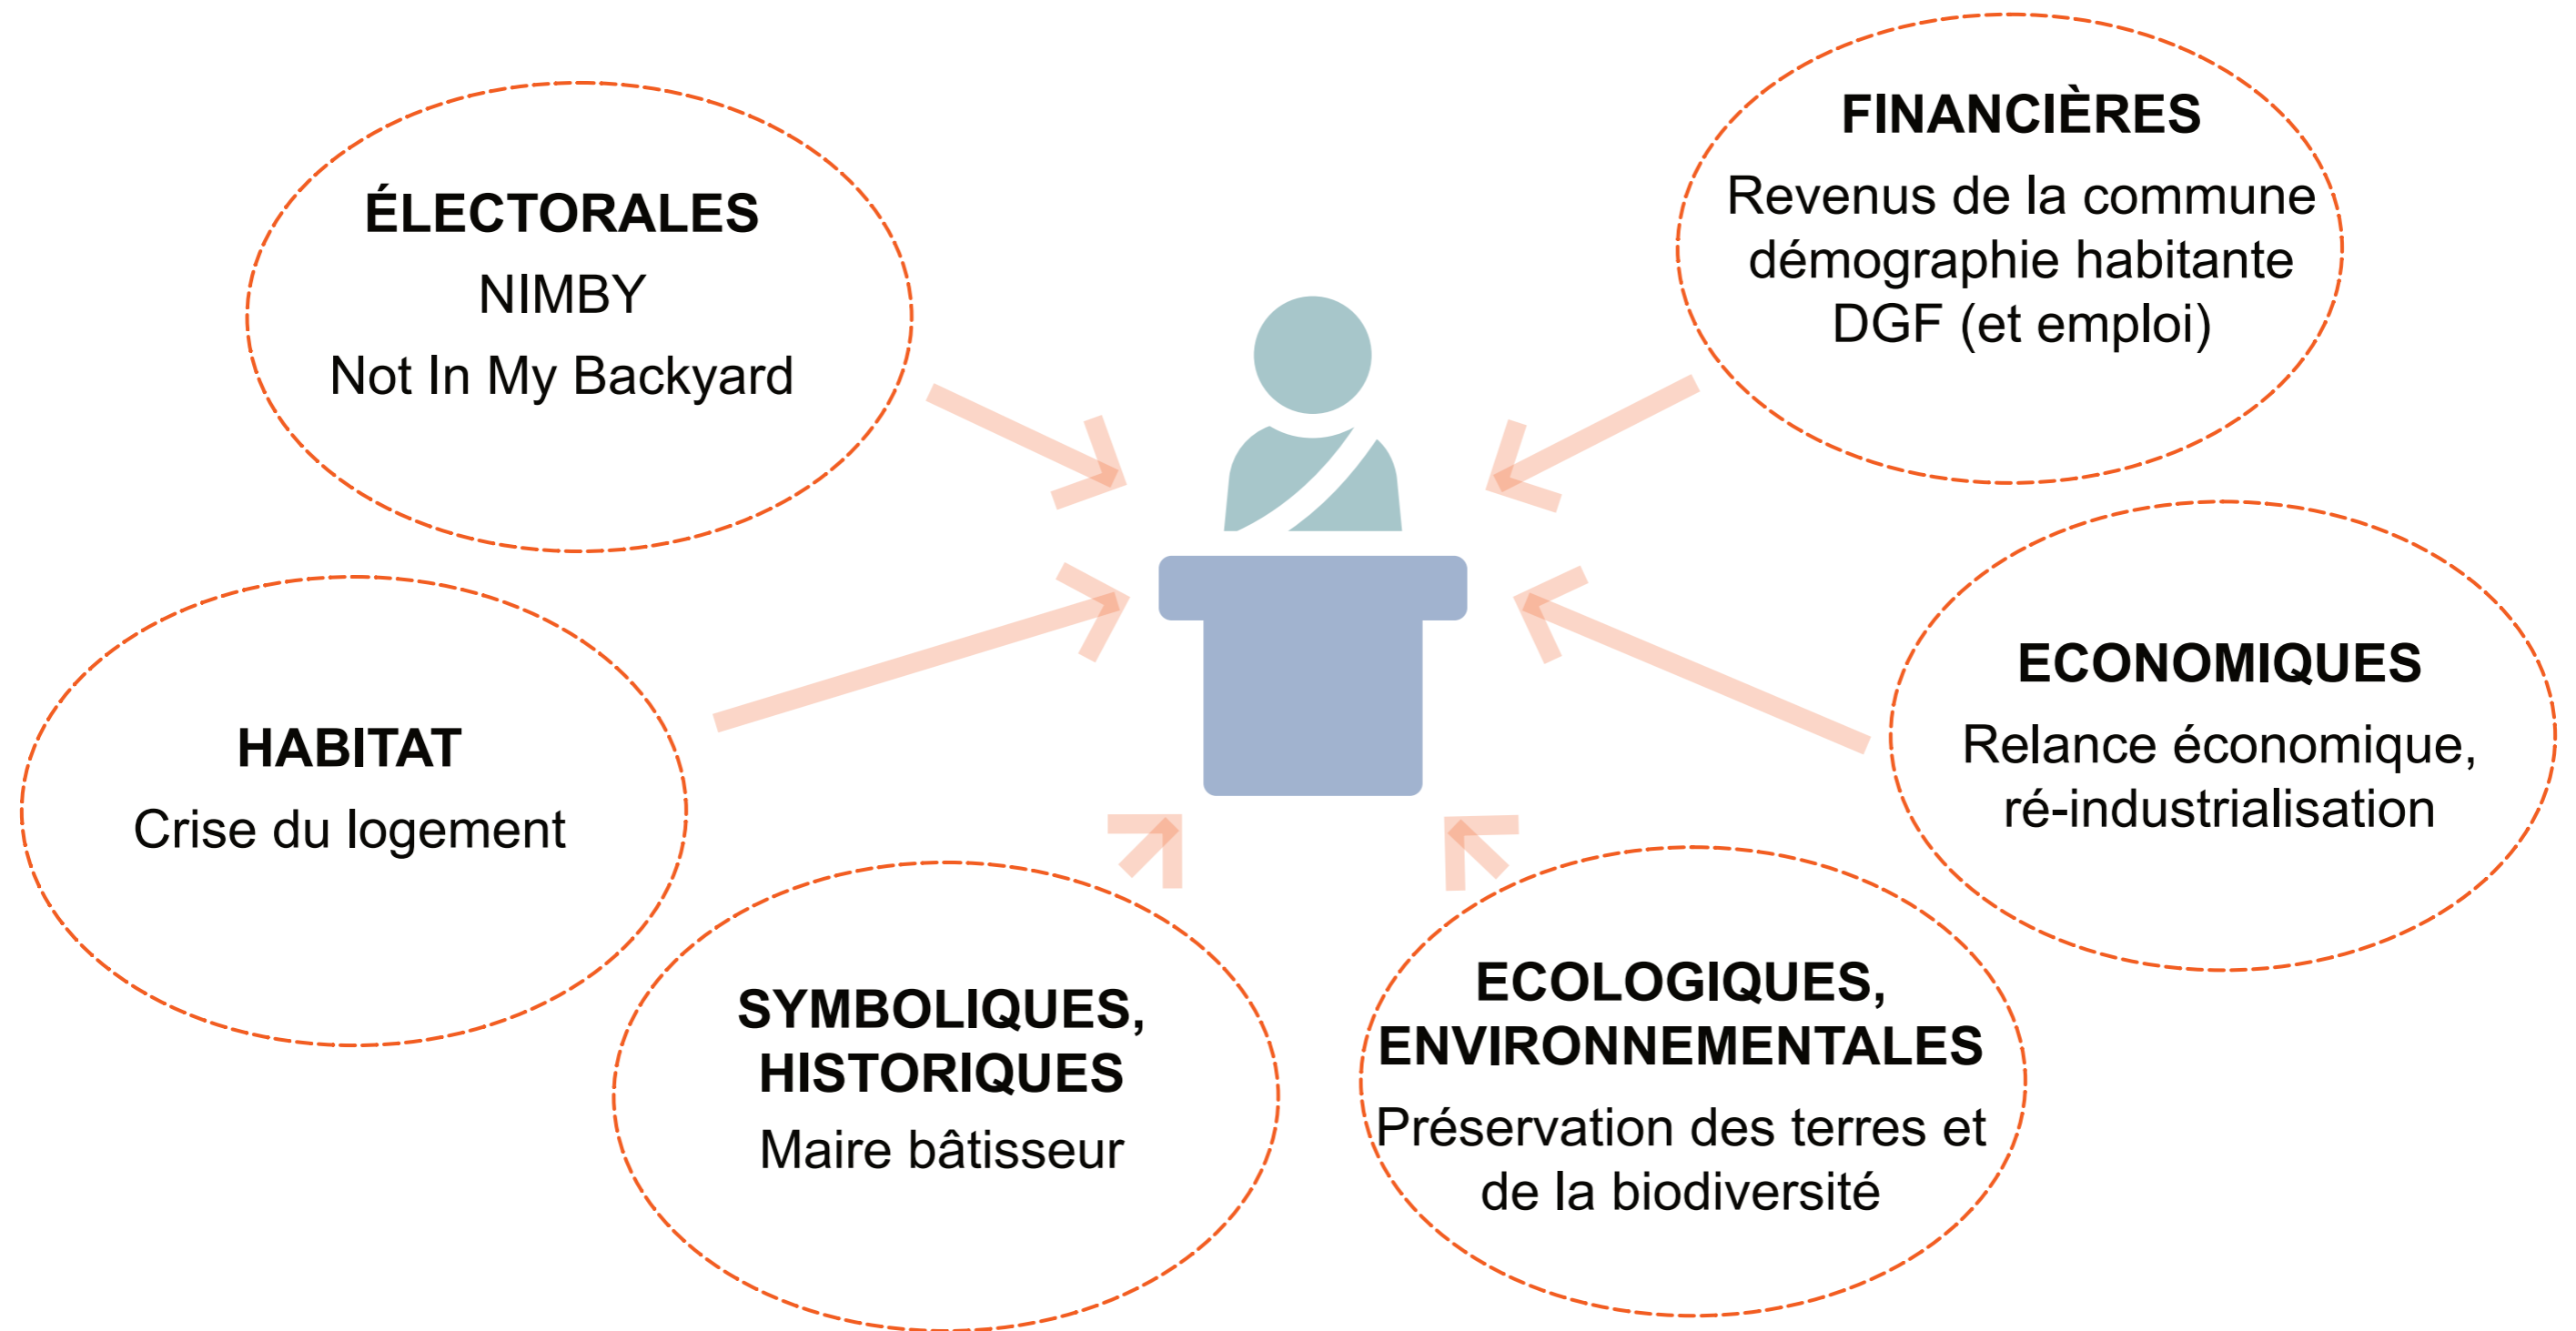 ÉLECTORALES
NIMBY
Not In My Backyard
FINANCIÈRES
Revenus de la commune
démographie habitante
DGF (et emploi)
HABITAT
Crise du logement
ECONOMIQUES
Relance économique,
ré-industrialisation
SYMBOLIQUES,
HISTORIQUES
Maire bâtisseur
ECOLOGIQUES,
ENVIRONNEMENTALES
Préservation des terres et
de la biodiversité